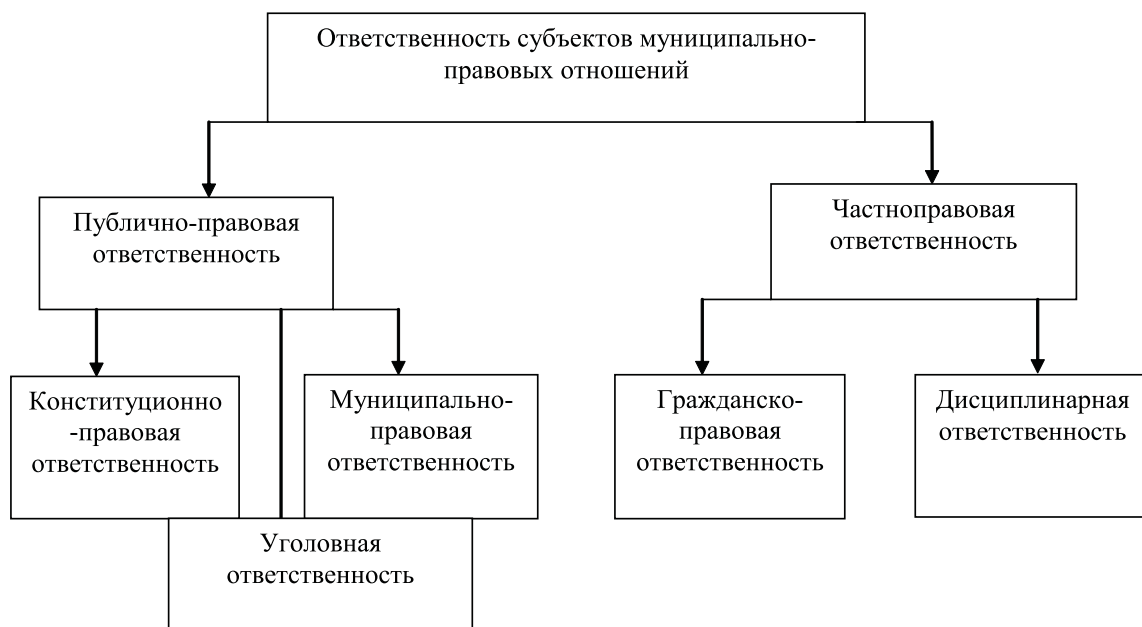 Ответственность субъектов муниципально-
правовых отношений
Публично-правовая
ответственность
Частноправовая
ответственность
Конституционно
-правовая
ответственность
Муниципально-
правовая
ответственность
Гражданско-
правовая
ответственность
Дисциплинарная
ответственность
Уголовная
ответственность